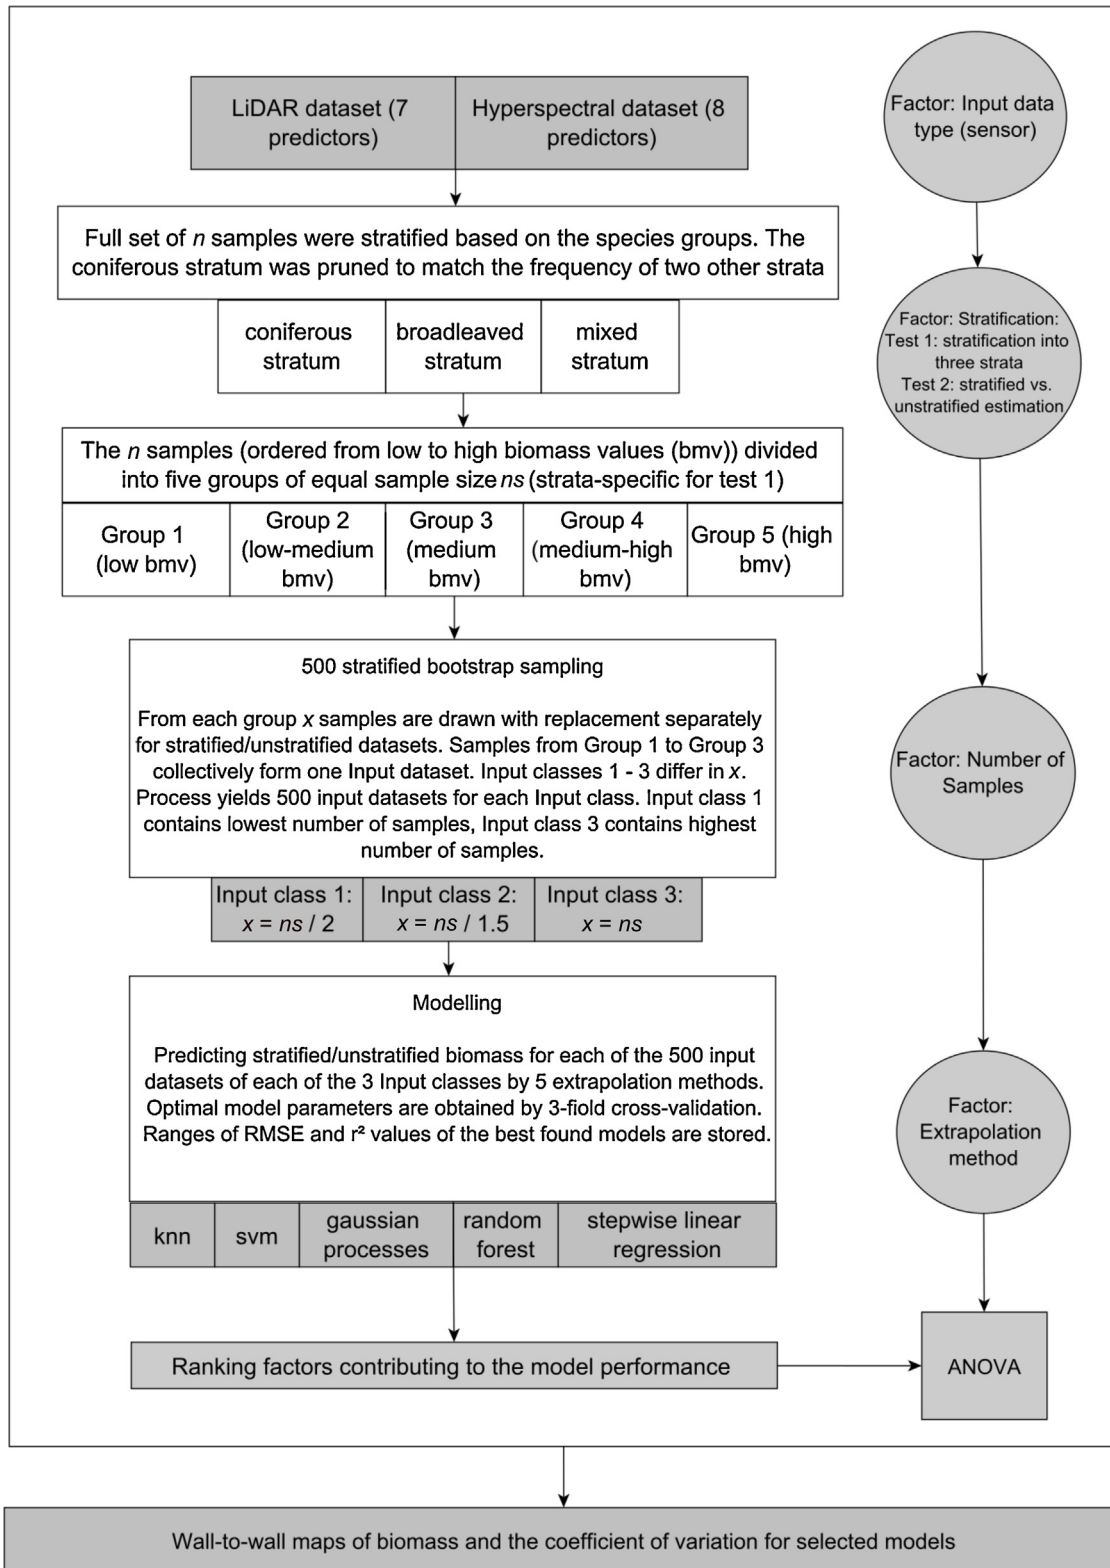 LiDAR dataset (7
predictors)
Hyperspectral dataset (8
predictors)
Full set of n samples were stratified based on the species groups. The
coniferous stratum was pruned to match the frequency of two other strata
coniferous
stratum
broadleaved
stratum
mixed
stratum
The n samples (ordered from low to high biomass values (bmv)) divided
into five groups of equal sample size ns (strata-specific for test 1)
Group 1
(low bmv)
Group 2
(low-medium
bmv)
Group 3
(medium
bmv)
Group 4
(medium-high
bmv)
Group 5 (high
bmv)
500 stratified bootstrap sampling
From each group x samples are drawn with replacement separately
for stratified/unstratified datasets. Samples from Group 1 to Group 3
collectively form one Input dataset. Input classes 1 - 3 differ in x.
Process yields 500 input datasets for each Input class. Input class 1
contains lowest number of samples, Input class 3 contains highest
number of samples.
Input class 1:
x = ns / 2
Input class 2:
x = ns / 1.5
Input class 3:
x = ns
Modelling
Predicting stratified/unstratified biomass for each of the 500 input
datasets of each of the 3 Input classes by 5 extrapolation methods.
Optimal model parameters are obtained by 3-field cross-validation.
Ranges of RMSE and r² values of the best found models are stored.
knn
svm
gaussian
processes
random
forest
stepwise linear
regression
Ranking factors contributing to the model performance
Factor: Input data
type (sensor)
Factor: Stratification:
Test 1: stratification into
three strata
Test 2: stratified vs.
unstratified estimation
Factor: Number of
Samples
Factor:
Extrapolation
method
ANOVA
Wall-to-wall maps of biomass and the coefficient of variation for selected models